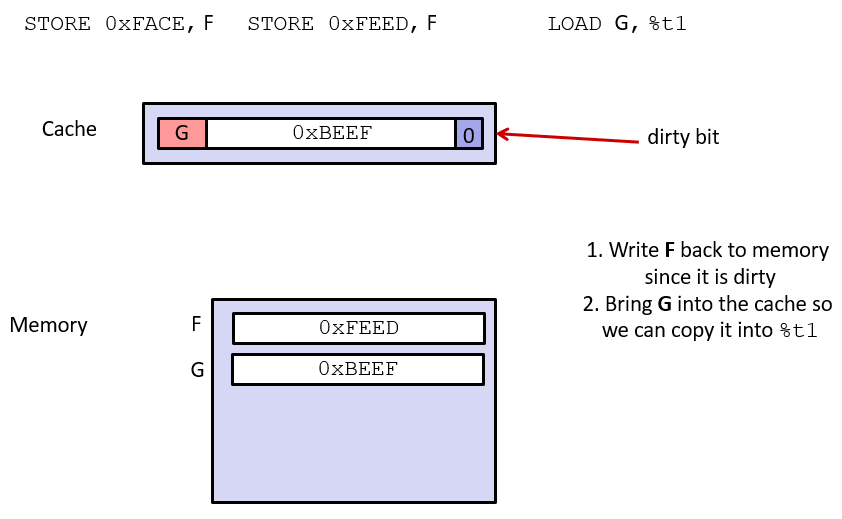 STORE 0xFACE, F STORE 0xFEED, F LOAD G, %t1
Cache
G 0xBEEF 0
dirty bit
1. Write F back to memory
since it is dirty
2. Bring G into the cache so
we can copy it into %t1
Memory
F 0xFEED
G 0xBEEF